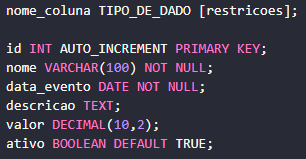 nome_coluna TIPO_DE_DADO [restricoes];
id INT AUTO_INCREMENT PRIMARY KEY;
nome VARCHAR(100) NOT NULL;
data_evento DATE NOT NULL;
descricao TEXT;
valor DECIMAL(10,2);
ativo BOOLEAN DEFAULT TRUE;